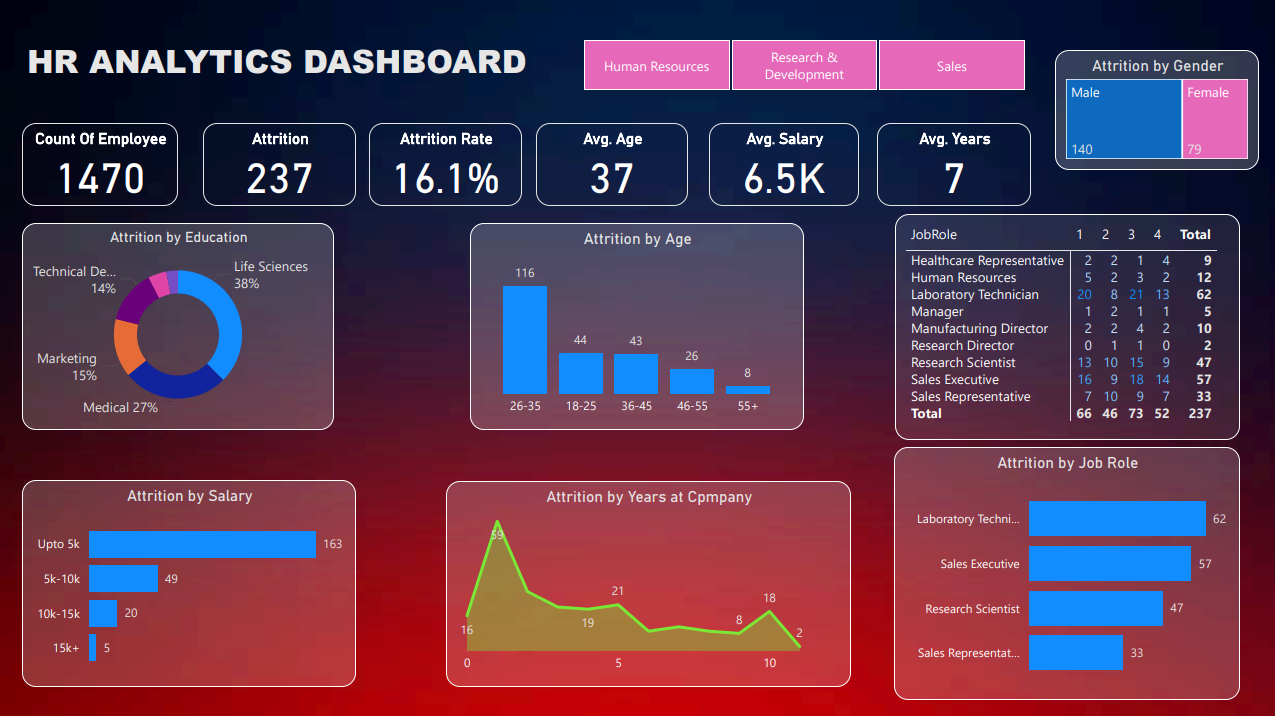 HR ANALYTICS DASHBOARD
Human Resources
Research &
Development
Sales
Attrition by Gender
Male
Female
140
79
Count Of Employee
1470
Attrition
237
Attrition Rate
16.1%
Avg. Age
37
Avg. Salary
6.5K
Avg. Years
7
Attrition by Education
Technical De...
14%
Life Sciences
38%
Marketing
15%
Medical 27%
Attrition by Age
116
44
43
26
8
26-35 18-25 36-45 46-55 55+
JobRole 1 2 3 4 Total
Healthcare Representative 2 2 1 4 9
Human Resources 5 2 3 2 12
Laboratory Technician 20 8 21 13 62
Manager 1 2 1 1 5
Manufacturing Director 2 2 4 2 10
Research Director 0 1 1 0 2
Research Scientist 13 10 15 9 47
Sales Executive 16 9 18 14 57
Sales Representative 7 10 9 7 33
Total 66 46 73 52 237
Attrition by Salary
Upto 5k 163
5k-10k 49
10k-15k 20
15k+ 5
Attrition by Years at Cpmpany
59
16
19
21
8
18
2
0 5 10
Attrition by Job Role
Laboratory Techni... 62
Sales Executive 57
Research Scientist 47
Sales Representat... 33